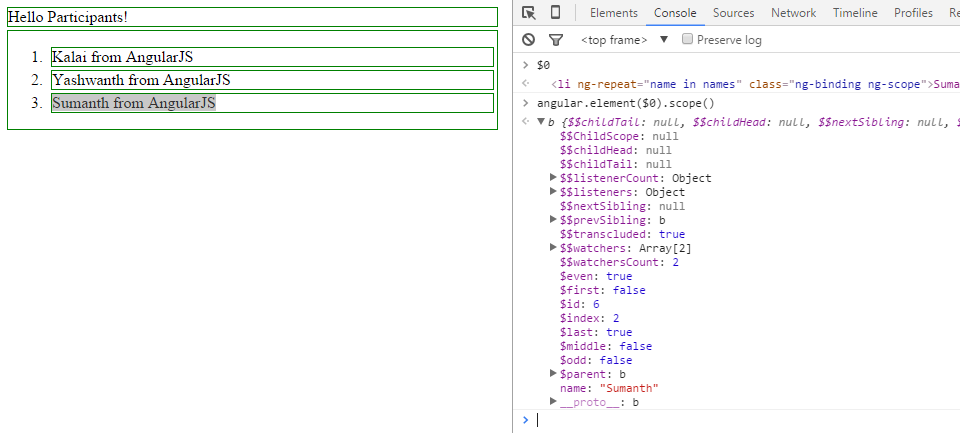 Hello Participants!
1. Kalai from AngularJS
2. Yashwanth from AngularJS
3. Sumanth from AngularJS
Elements Console Sources Network Timeline Profiles Re
<top frame> ▼ Preserve log
> $0
<li ng-repeat="name in names" class="ng-binding ng-scope">Suma
> angular.element($0).scope()
▼ b {$$childTail: null, $$childHead: null, $$nextSibling: null,
$$ChildScope: null
$$childHead: null
$$childTail: null
▶ $$listenerCount: Object
▶ $$listeners: Object
$$nextSibling: null
▶ $$prevSibling: b
$$transcluded: true
▶ $$watchers: Array[2]
$$watchersCount: 2
$even: true
$first: false
$id: 6
$index: 2
$last: true
$middle: false
$odd: false
▶ $parent: b
name: "Sumanth"
▶ __proto__: b
>